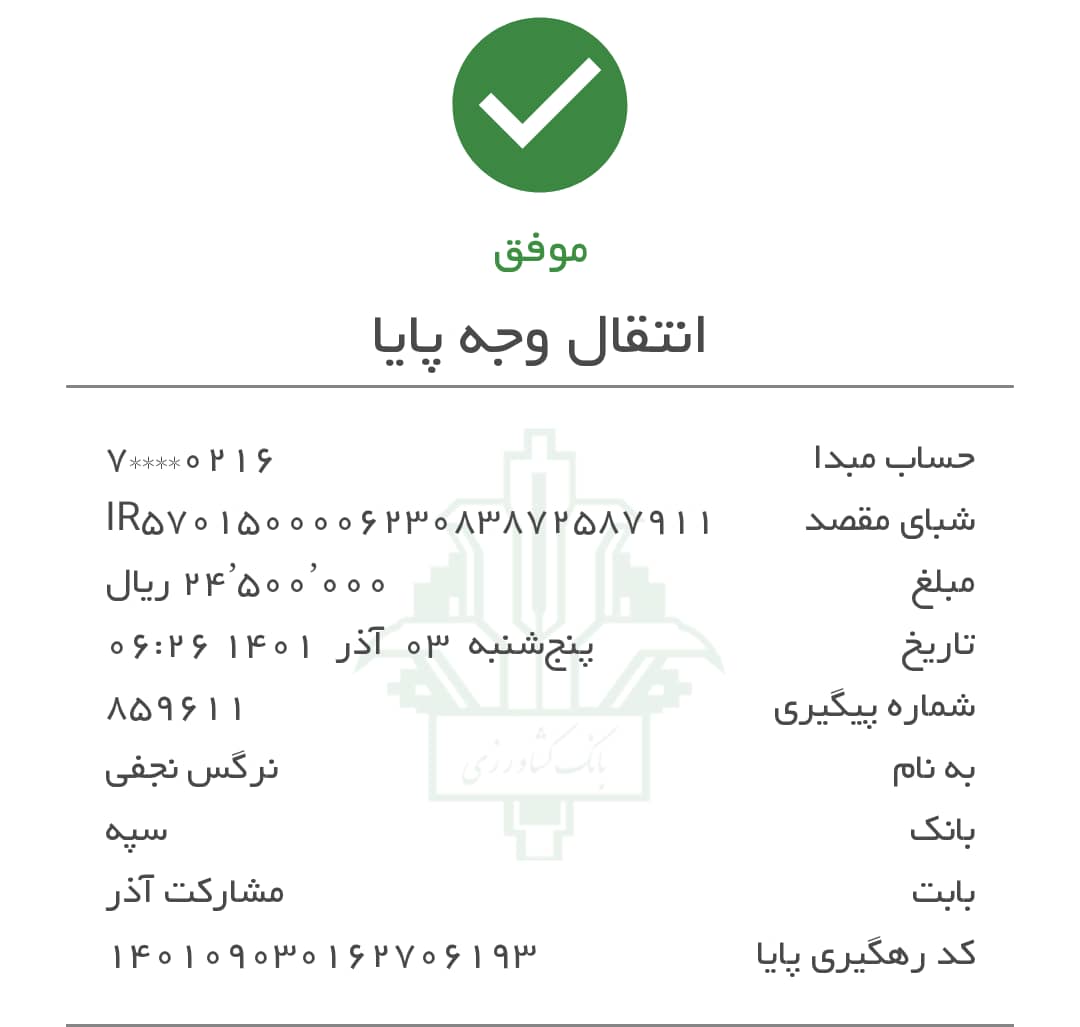 موفق
انتقال وجه پایا
حساب مبدا ۷****۰۲۱۶
شبای مقصد IR۵۷۰۱۵۰۰۰۰۰۶۲۳۰۸۳۸۷۲۵۸۷۹۱۱
مبلغ ۲۴٬۵۰۰٬۰۰۰ ریال
تاریخ پنج‌شنبه ۰۳ آذر ۱۴۰۱ ۰۶:۲۶
شماره پیگیری ۸۵۹۶۱۱
به نام نرگس نجفی
بانک سپه
بابت مشارکت آذر
کد رهگیری پایا ۱۴۰۱۰۹۰۳۰۱۶۲۷۰۶۱۹۳
بانک کشاورزی